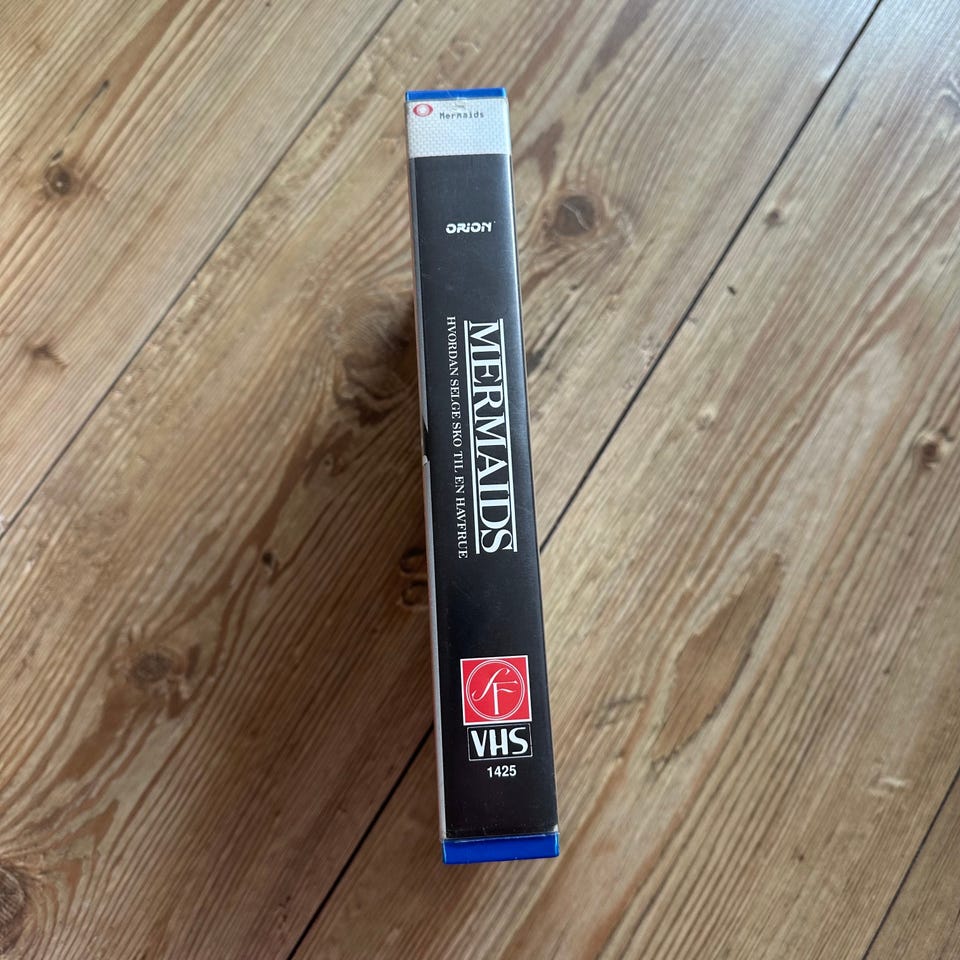 Mermaids
ORION
MERMAIDS
HVORDAN SELGE SKO TIL EN HAVFRUE
SF
VHS
1425